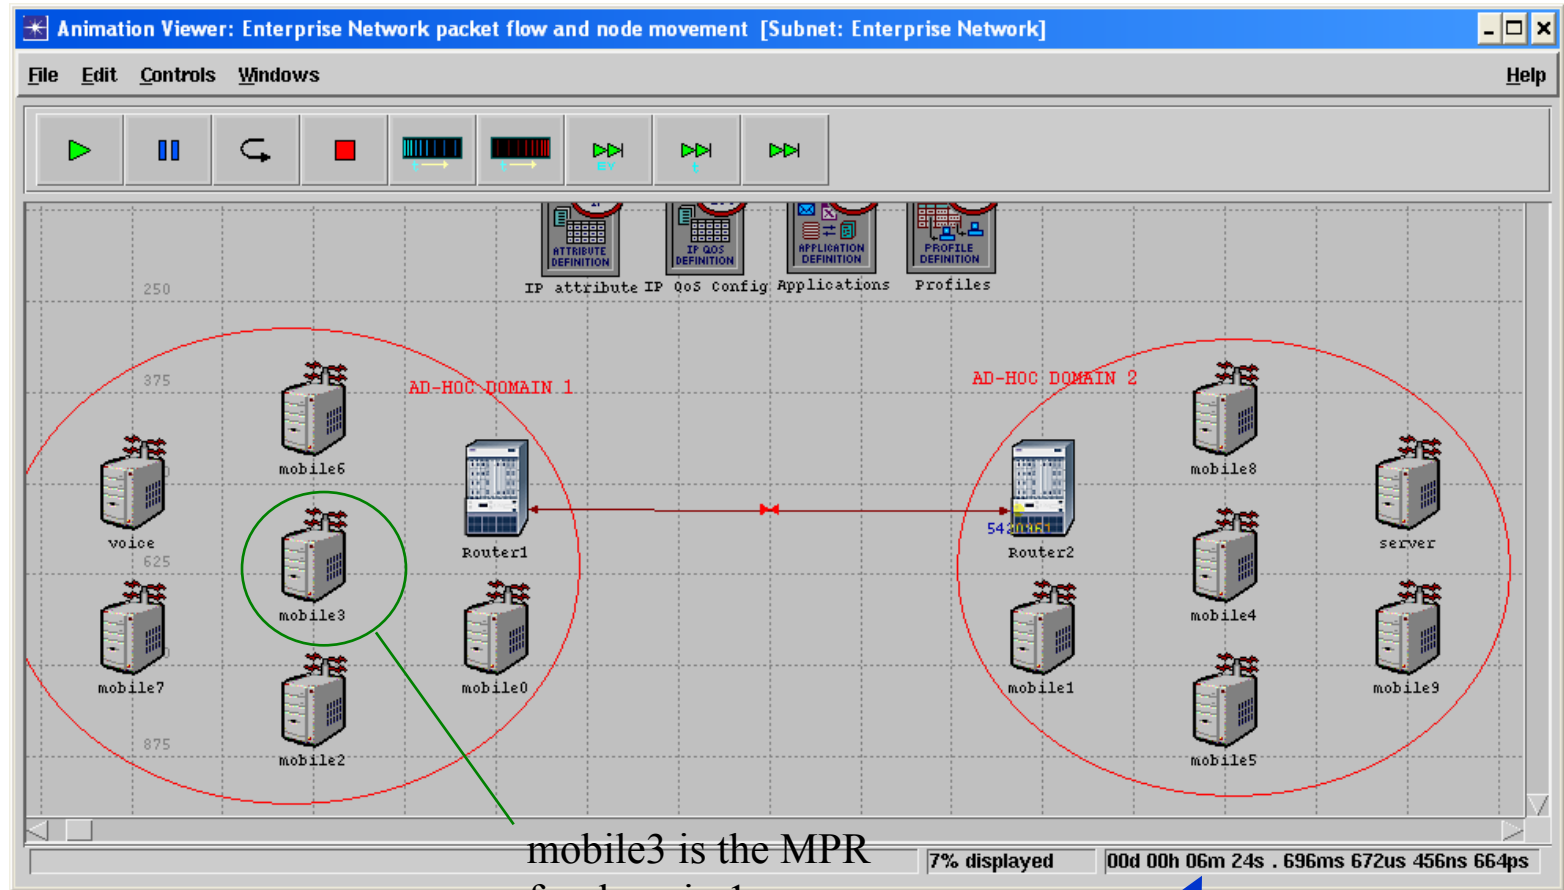 Animation Viewer: Enterprise Network packet flow and node movement [Subnet: Enterprise Network]
File Edit Controls Windows Help
EV
t
ATTRIBUTE DEFINITION
IP QOS DEFINITION
APPLICATION DEFINITION
PROFILE DEFINITION
IP attribute IP QoS Config Applications Profiles
250
375
AD-HOC DOMAIN 1
AD-HOC DOMAIN 2
mobile6
mobile8
voice
server
Router1
Router2
625
mobile3
mobile4
mobile7
mobile0
mobile1
mobile9
875
mobile2
mobile5
mobile3 is the MPR
7% displayed
00d 00h 06m 24s . 696ms 672us 456ns 664ps